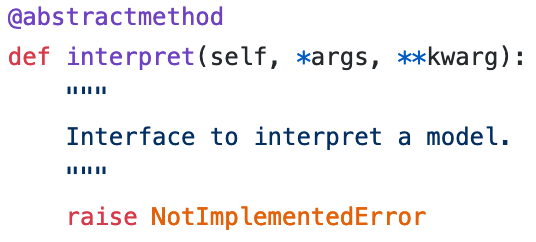 @abstractmethod
def interpret(self, *args, **kwarg):
    """
    Interface to interpret a model.
    """
    raise NotImplementedError